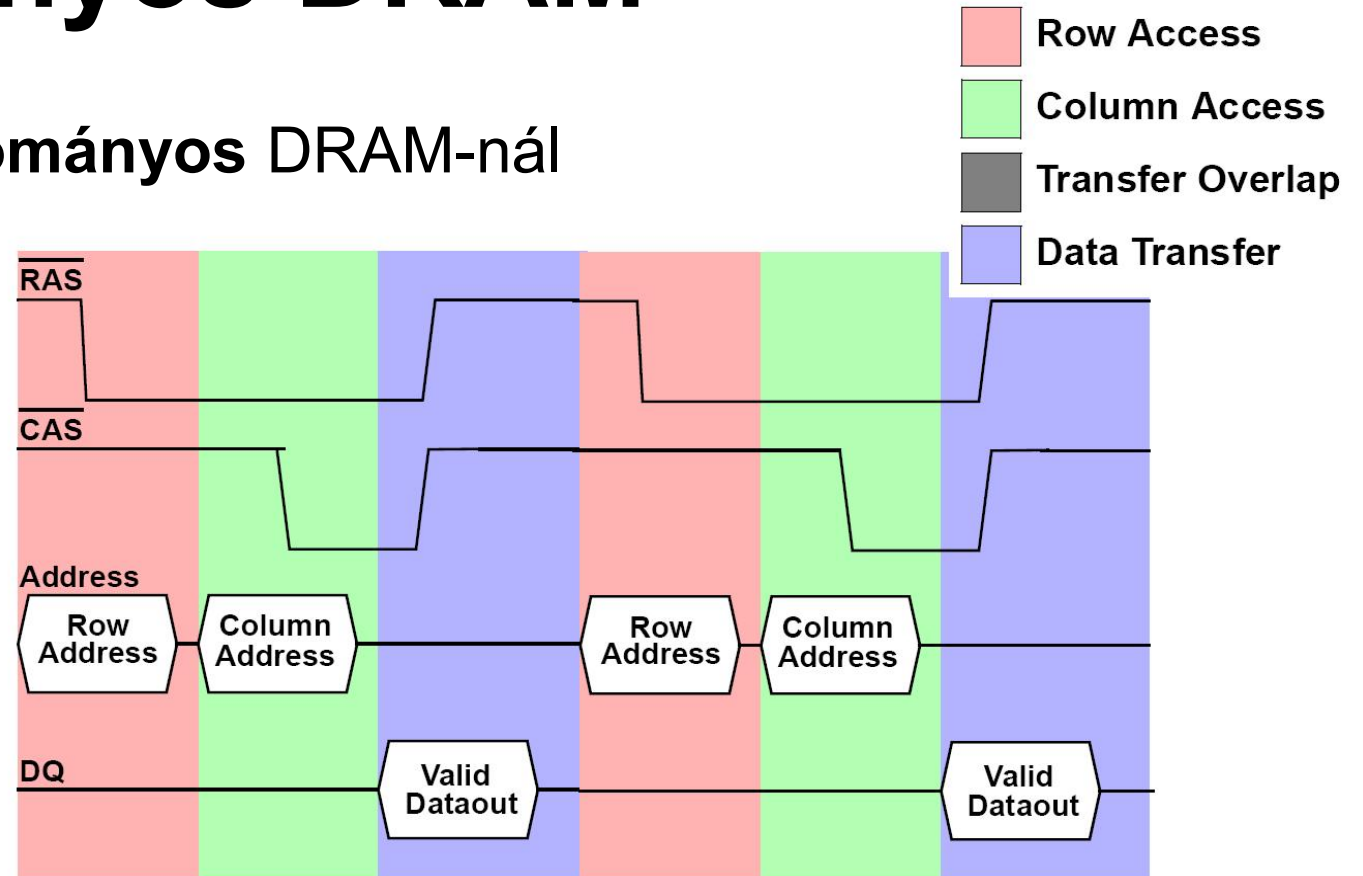 DRAM
DRAM-nál
Row Access
Column Access
Transfer Overlap
Data Transfer
RAS
CAS
Address
Row
Address
Column
Address
Row
Address
Column
Address
DQ
Valid
Dataout
Valid
Dataout